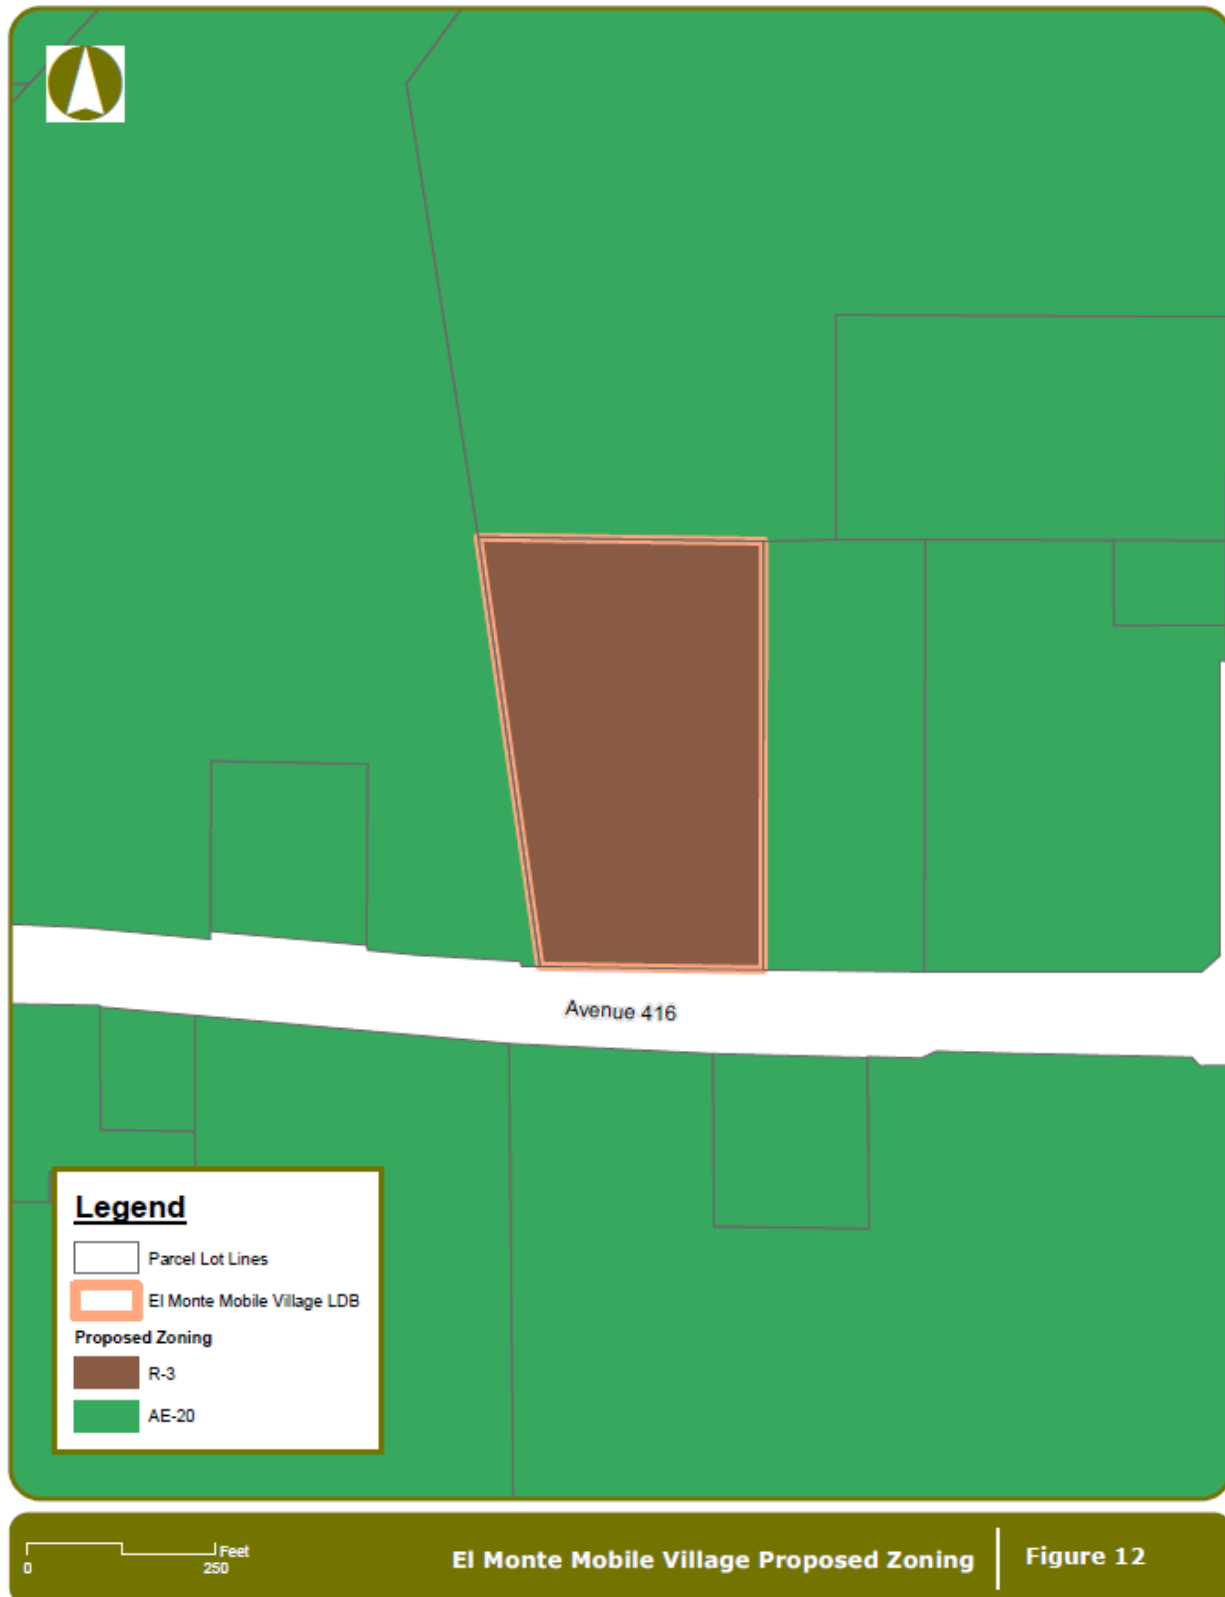 Avenue 416
Legend
Parcel Lot Lines
El Monte Mobile Village LDB
Proposed Zoning
R-3
AE-20
Feet
0 250
El Monte Mobile Village Proposed Zoning
Figure 12